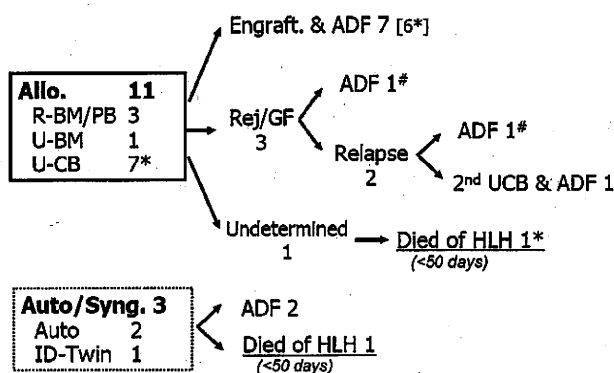 Engraft. & ADF 7 [6*]
Allo. 11
R-BM/PB 3
U-BM 1
U-CB 7*
ADF 1#
Rej/GF
3
ADF 1#
Relapse
2
2nd UCB & ADF 1
Undetermined
1
Died of HLH 1*
(<50 days)
Auto/Syng. 3
Auto 2
ID-Twin 1
ADF 2
Died of HLH 1
(<50 days)